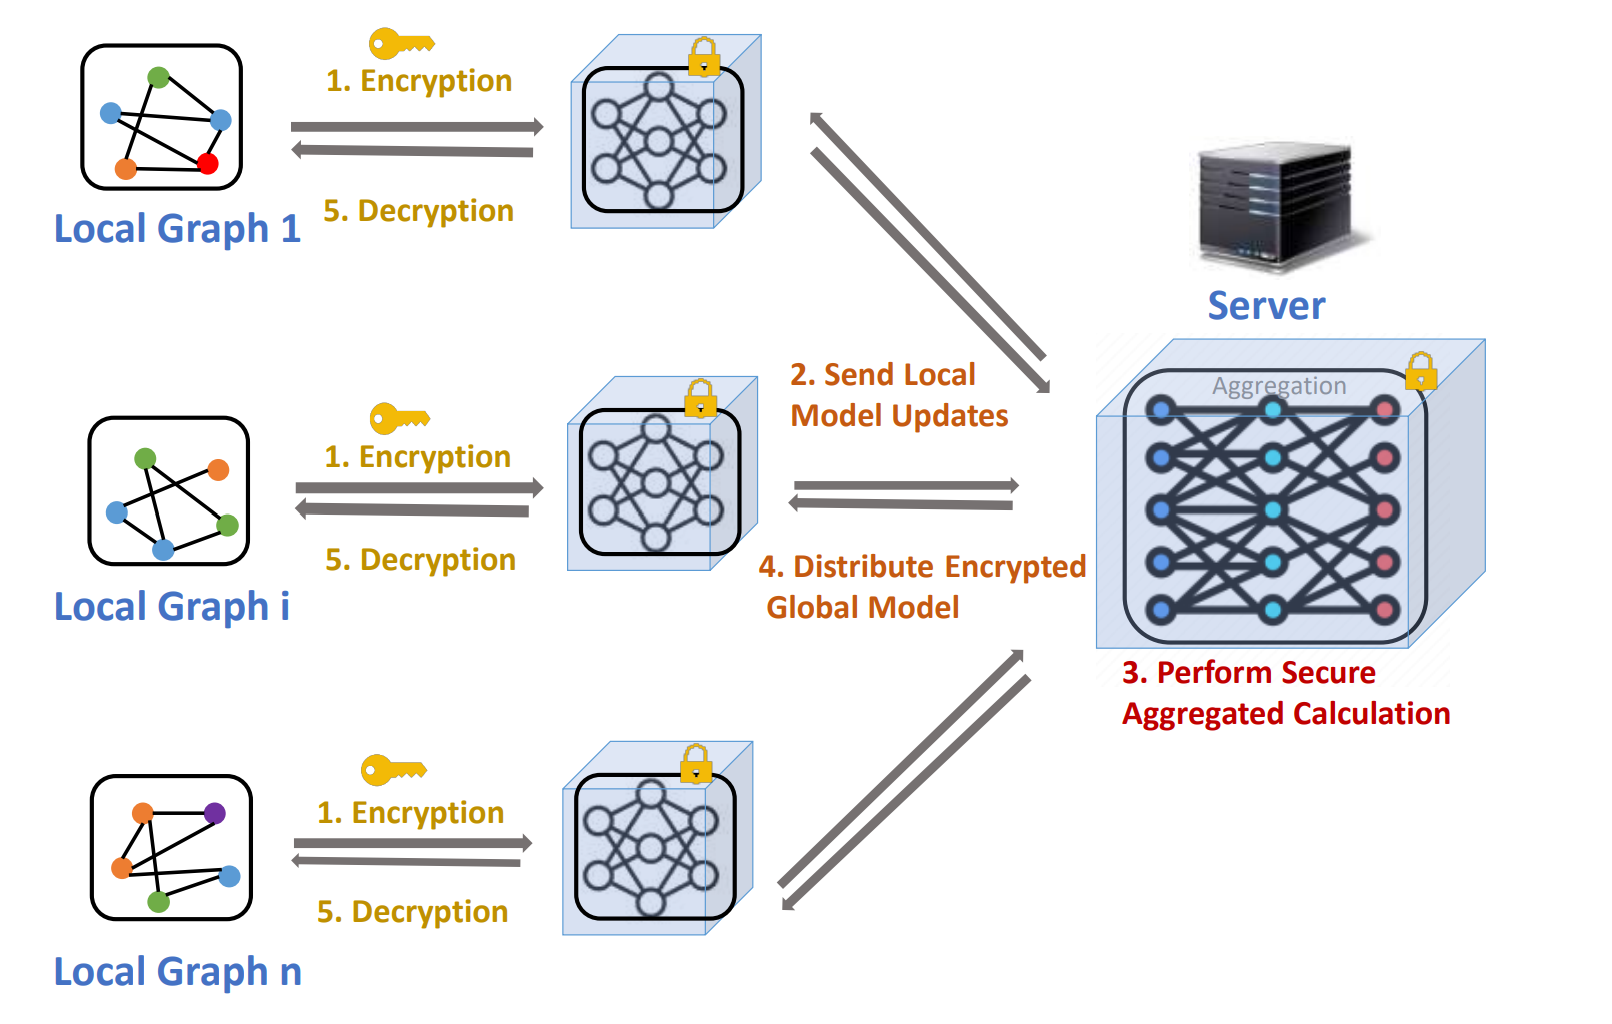 1. Encryption
5. Decryption
Local Graph 1
Server
2. Send Local
Model Updates
Aggregation
1. Encryption
5. Decryption
4. Distribute Encrypted
Global Model
Local Graph i
3. Perform Secure
Aggregated Calculation
1. Encryption
5. Decryption
Local Graph n